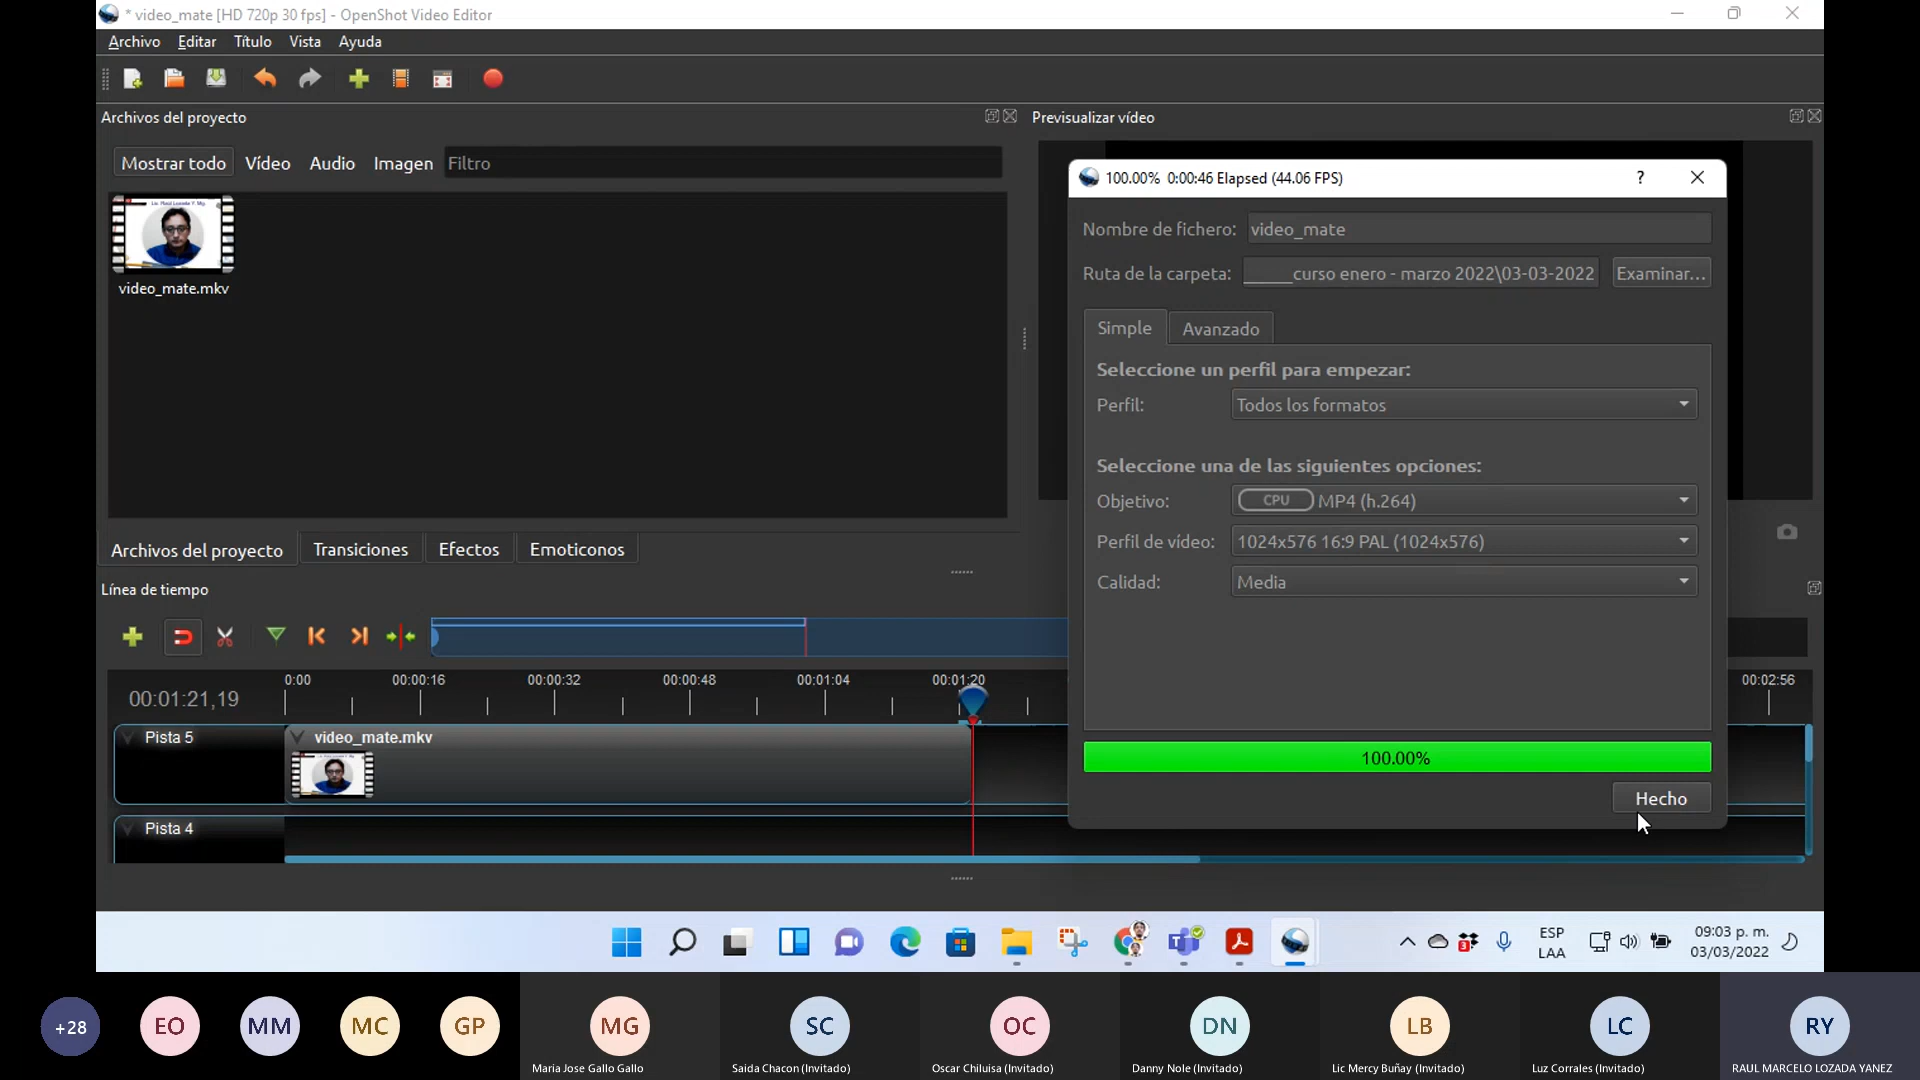 * video_mate [HD 720p 30 fps] - OpenShot Video Editor
Archivo Editar Título Vista Ayuda
Archivos del proyecto
Previsualizar vídeo
Mostrar todo Vídeo Audio Imagen Filtro
video_mate.mkv
100.00% 0:00:46 Elapsed (44.06 FPS)
?
Nombre de fichero: video_mate
Ruta de la carpeta: _____curso enero - marzo 2022\03-03-2022 Examinar...
Simple Avanzado
Seleccione un perfil para empezar:
Perfil: Todos los formatos
Seleccione una de las siguientes opciones:
Objetivo: CPU MP4 (h.264)
Perfil de vídeo: 1024x576 16:9 PAL (1024x576)
Calidad: Media
100.00%
Hecho
Archivos del proyecto Transiciones Efectos Emoticonos
Línea de tiempo
00:01:21,19
0:00 00:00:16 00:00:32 00:00:48 00:01:04 00:01:20 00:02:56
Pista 5 video_mate.mkv
Pista 4
ESP
LAA
09:03 p. m.
03/03/2022
+28 EO MM MC GP MG SC OC DN LB LC RY
Maria Jose Gallo Gallo
Saida Chacon (Invitado)
Oscar Chiluisa (Invitado)
Danny Nole (Invitado)
Lic Mercy Buñay (Invitado)
Luz Corrales (Invitado)
RAUL MARCELO LOZADA YANEZ